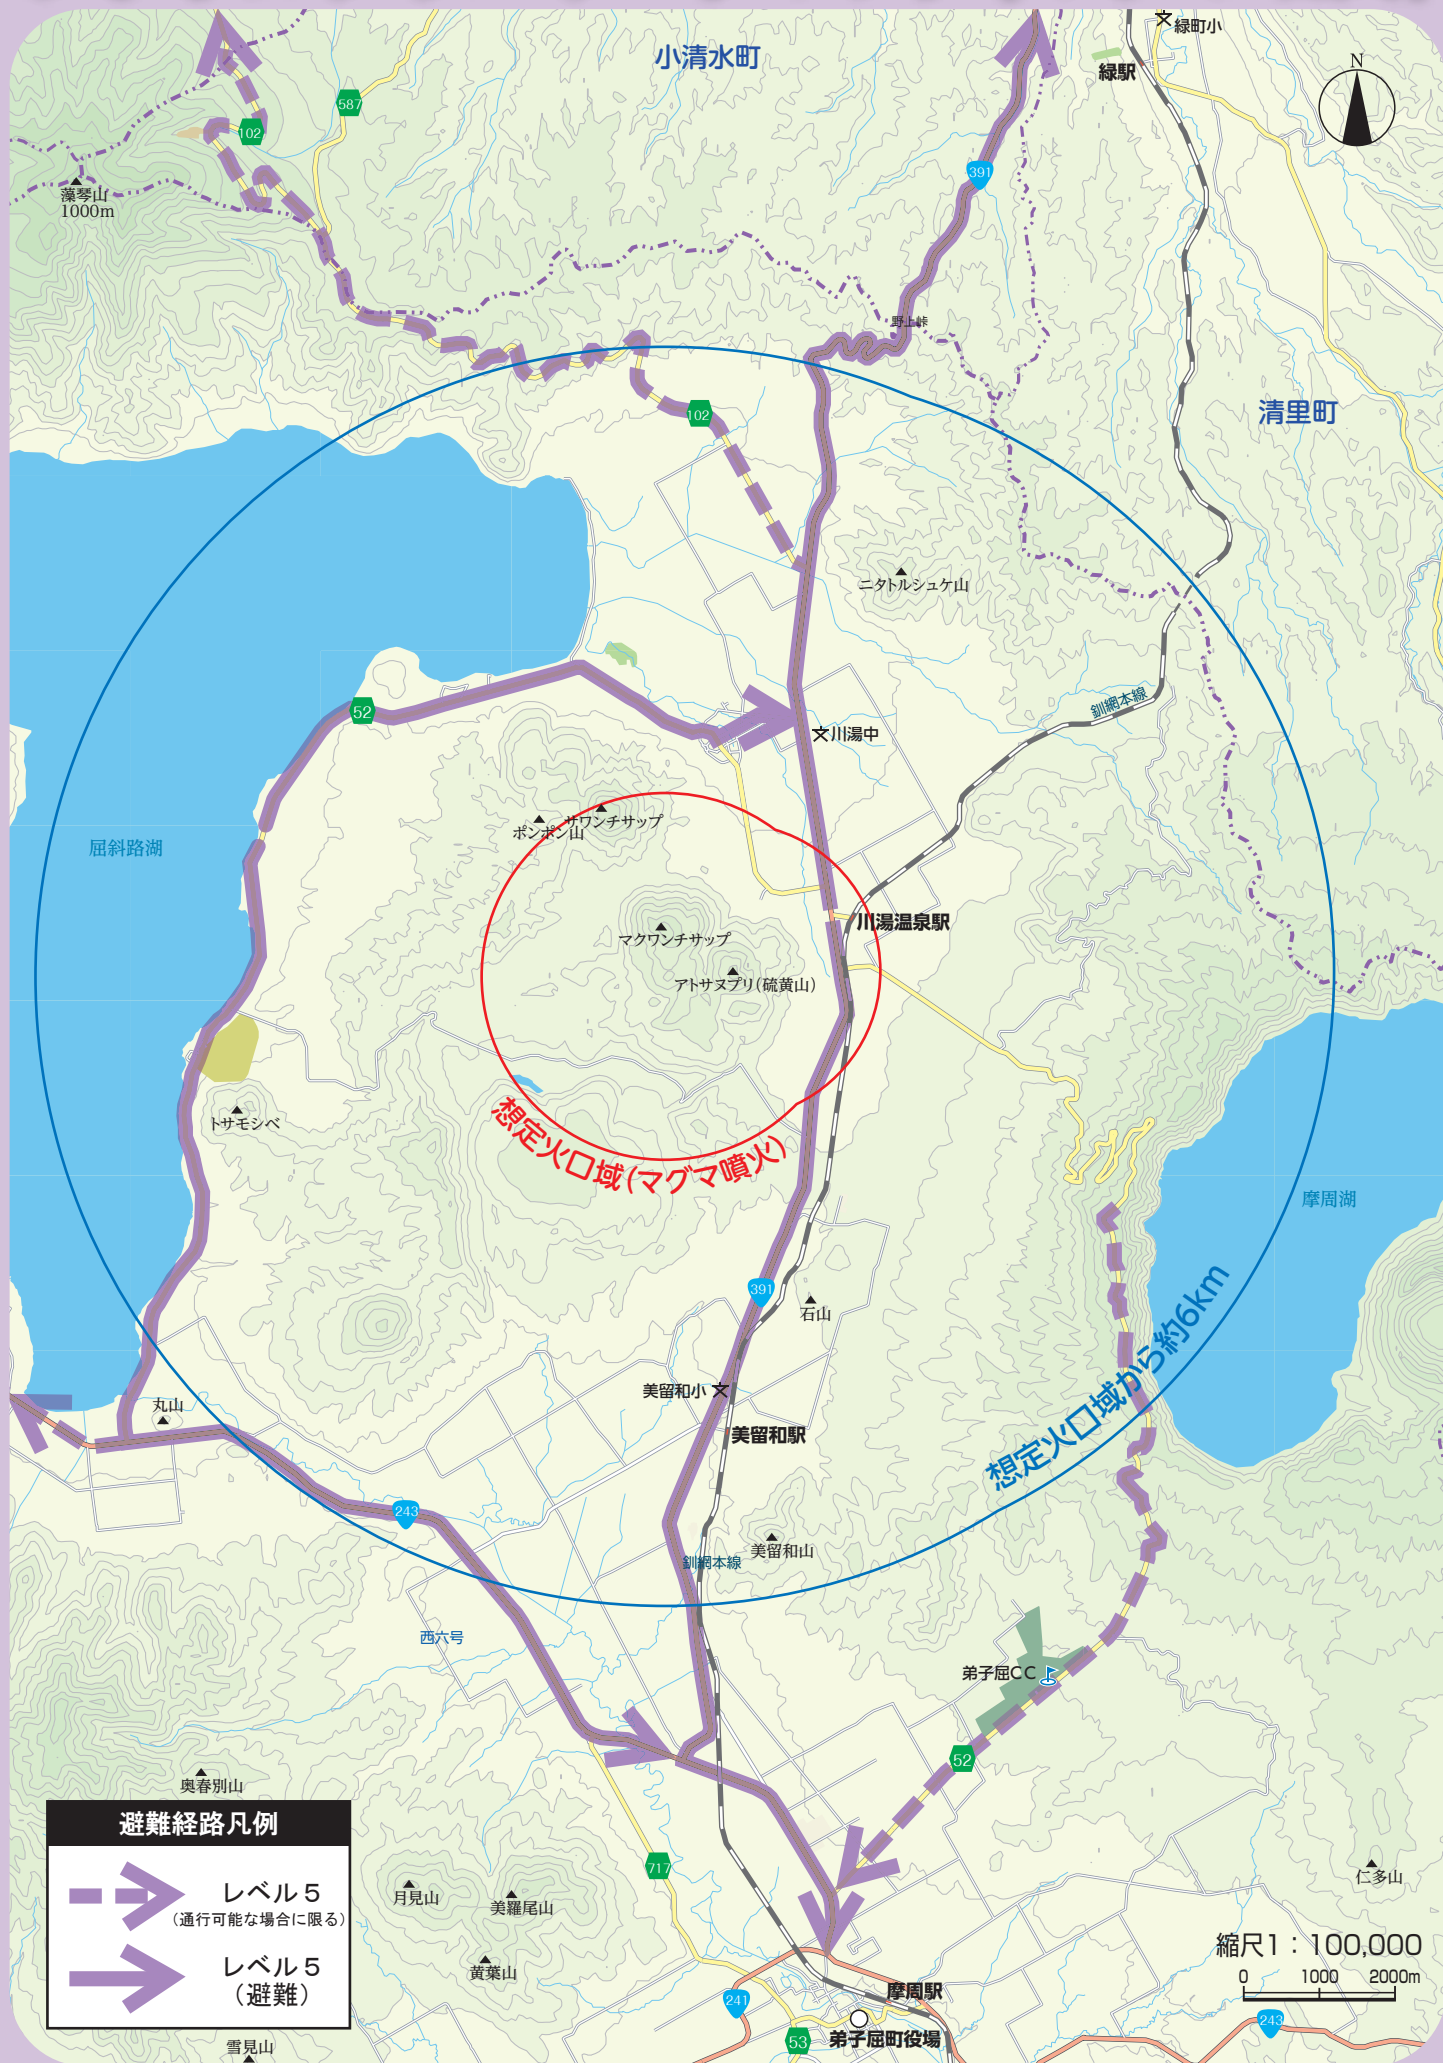 小清水町
緑町小
緑駅
N
587
102
391
藻琴山
1000m
野上峠
清里町
102
ニタトルシュケ山
釧網本線
52
川湯中
サワンチサップ
ポンポン山
屈斜路湖
川湯温泉駅
マクワンチサップ
アトサヌプリ(硫黄山)
想定火口域(マグマ噴火)
トサモシベ
摩周湖
391
石山
想定火口域から約6km
美留和小
丸山
美留和駅
243
美留和山
釧網本線
西六号
弟子屈CC
52
奥春別山
避難経路凡例
レベル5
(通行可能な場合に限る)
レベル5
(避難)
717
月見山
美羅尾山
黄葉山
仁多山
縮尺1:100,000
0 1000 2000m
摩周駅
241
243
53
弟子屈町役場
雪見山